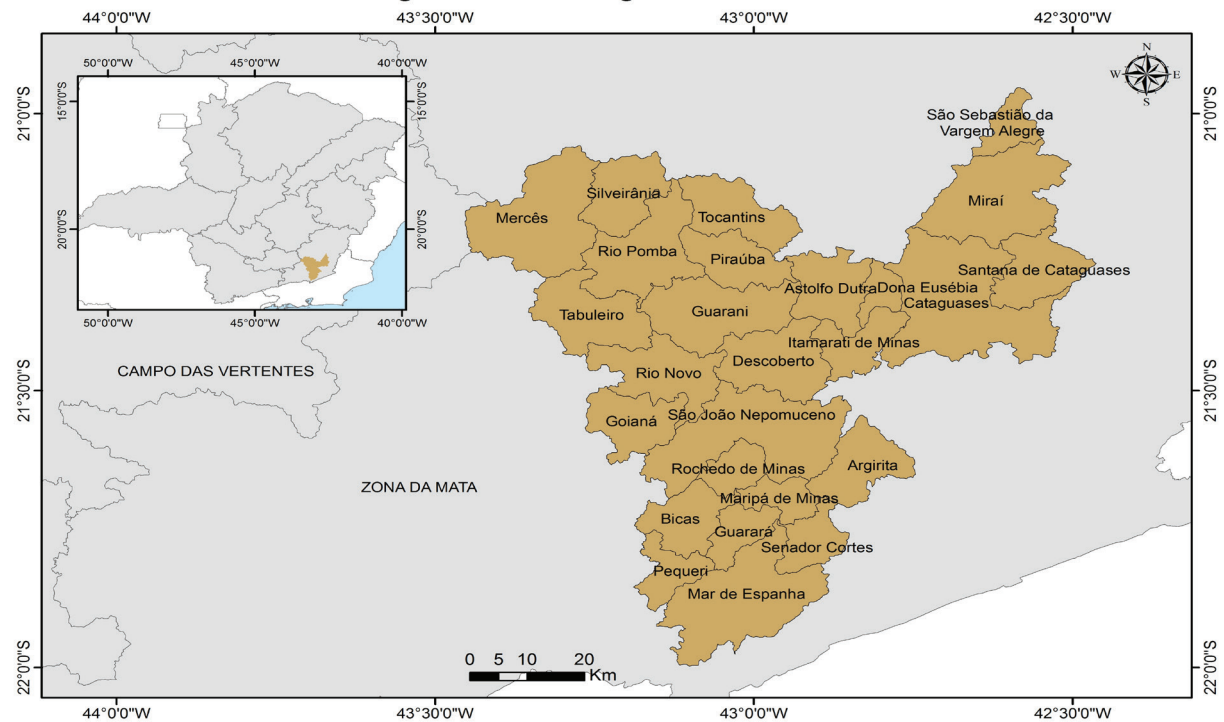 44°0'0"W 43°30'0"W 43°0'0"W 42°30'0"W
50°0'0"W 45°0'0"W 40°0'0"W
15°0'0"S 15°0'0"S
20°0'0"S 20°0'0"S
50°0'0"W 45°0'0"W 40°0'0"W
N
W E
S
21°0'0"S 21°0'0"S
São Sebastião da
Vargem Alegre
Miraí
Silveirânia
Mercês
Tocantins
Rio Pomba
Piraúba
Santana de Cataguases
Astolfo Dutra
Dona Eusébia
Cataguases
Tabuleiro
Guarani
Itamarati de Minas
Descoberto
Rio Novo
CAMPO DAS VERTENTES
21°30'0"S 21°30'0"S
Goianá
São João Nepomuceno
Rochedo de Minas
Argirita
ZONA DA MATA
Maripá de Minas
Bicas
Guarará
Senador Cortes
Pequeri
Mar de Espanha
0 5 10 20
Km
22°0'0"S 22°0'0"S
44°0'0"W 43°30'0"W 43°0'0"W 42°30'0"W